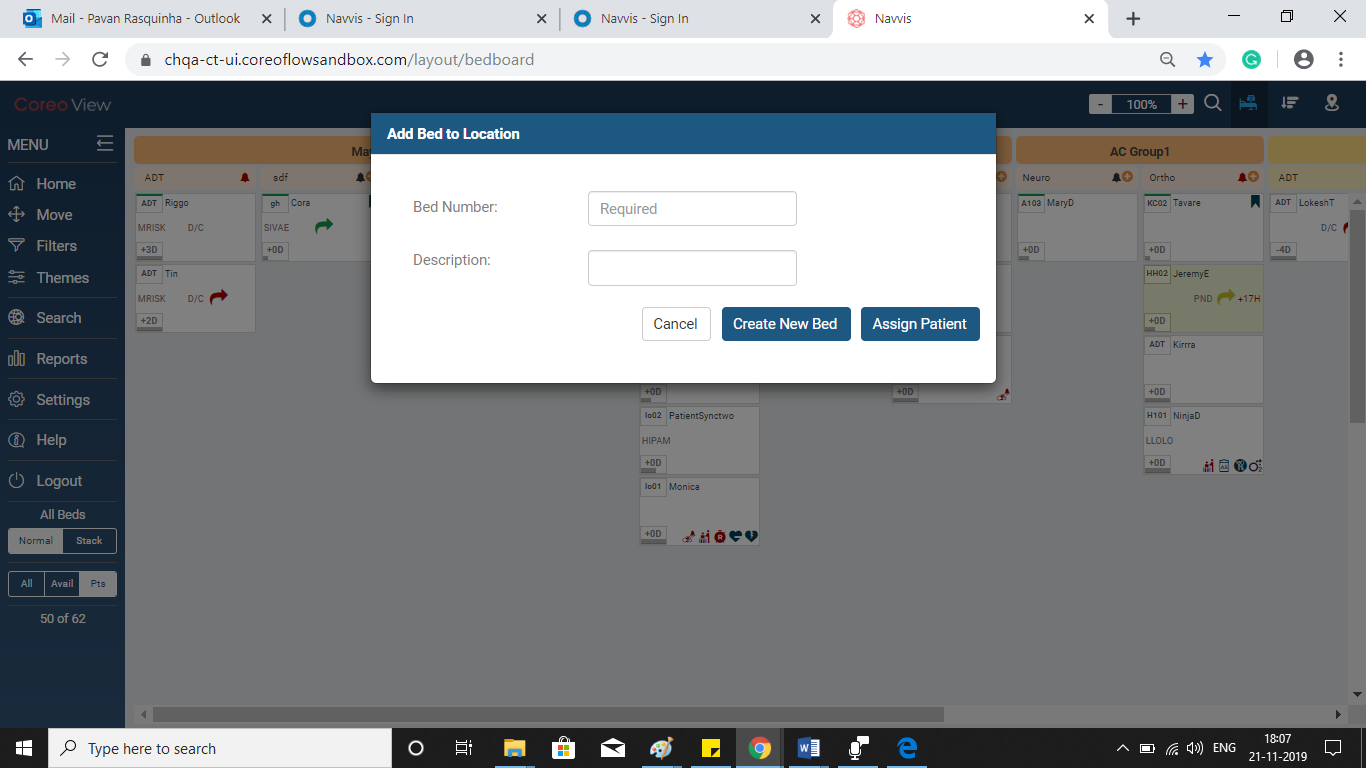 Mail - Pavan Rasquinha - Outlook
Navvis - Sign In
Navvis - Sign In
Navvis
chqa-ct-ui.coreoflowsandbox.com/layout/bedboard
Coreo View
- 100% +
MENU
Home
Move
Filters
Themes
Search
Reports
Settings
Help
Logout
All Beds
Normal Stack
All Avail Pts
50 of 62
Add Bed to Location
Bed Number: Required
Description:
Cancel Create New Bed Assign Patient
AC Group1
ADT
sdf
Neuro
Ortho
ADT
ADT Riggo
MRISK D/C
+3D
ADT Tin
MRISK D/C
+2D
gh Cora
SIVAE
+0D
+0D
lo02 PatientSynctwo
HIPAM
+0D
lo01 Monica
+0D
+0D
A103 MaryD
+0D
KC02 Tavare
+0D
HH02 JeremyE
PND +17H
+0D
ADT Kirrra
+0D
H101 NinjaD
LLOLO
+0D
ADT LokeshT
D/C
-4D
Type here to search
ENG
18:07
21-11-2019